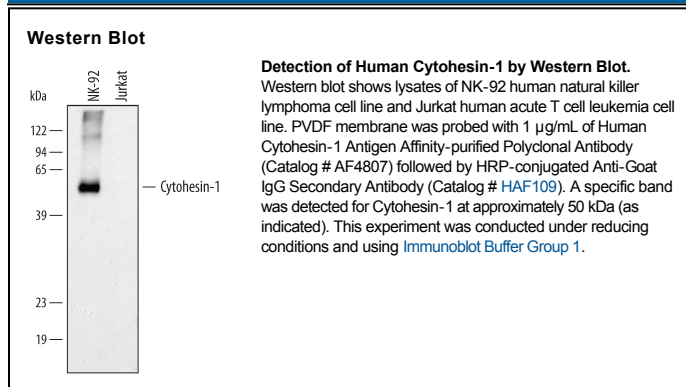 Western Blot
kDa
NK-92
Jurkat
122
94
65
39
23
19
Cytohesin-1
Detection of Human Cytohesin-1 by Western Blot.
Western blot shows lysates of NK-92 human natural killer
lymphoma cell line and Jurkat human acute T cell leukemia cell
line. PVDF membrane was probed with 1 µg/mL of Human
Cytohesin-1 Antigen Affinity-purified Polyclonal Antibody
(Catalog # AF4807) followed by HRP-conjugated Anti-Goat
IgG Secondary Antibody (Catalog # HAF109). A specific band
was detected for Cytohesin-1 at approximately 50 kDa (as
indicated). This experiment was conducted under reducing
conditions and using Immunoblot Buffer Group 1.